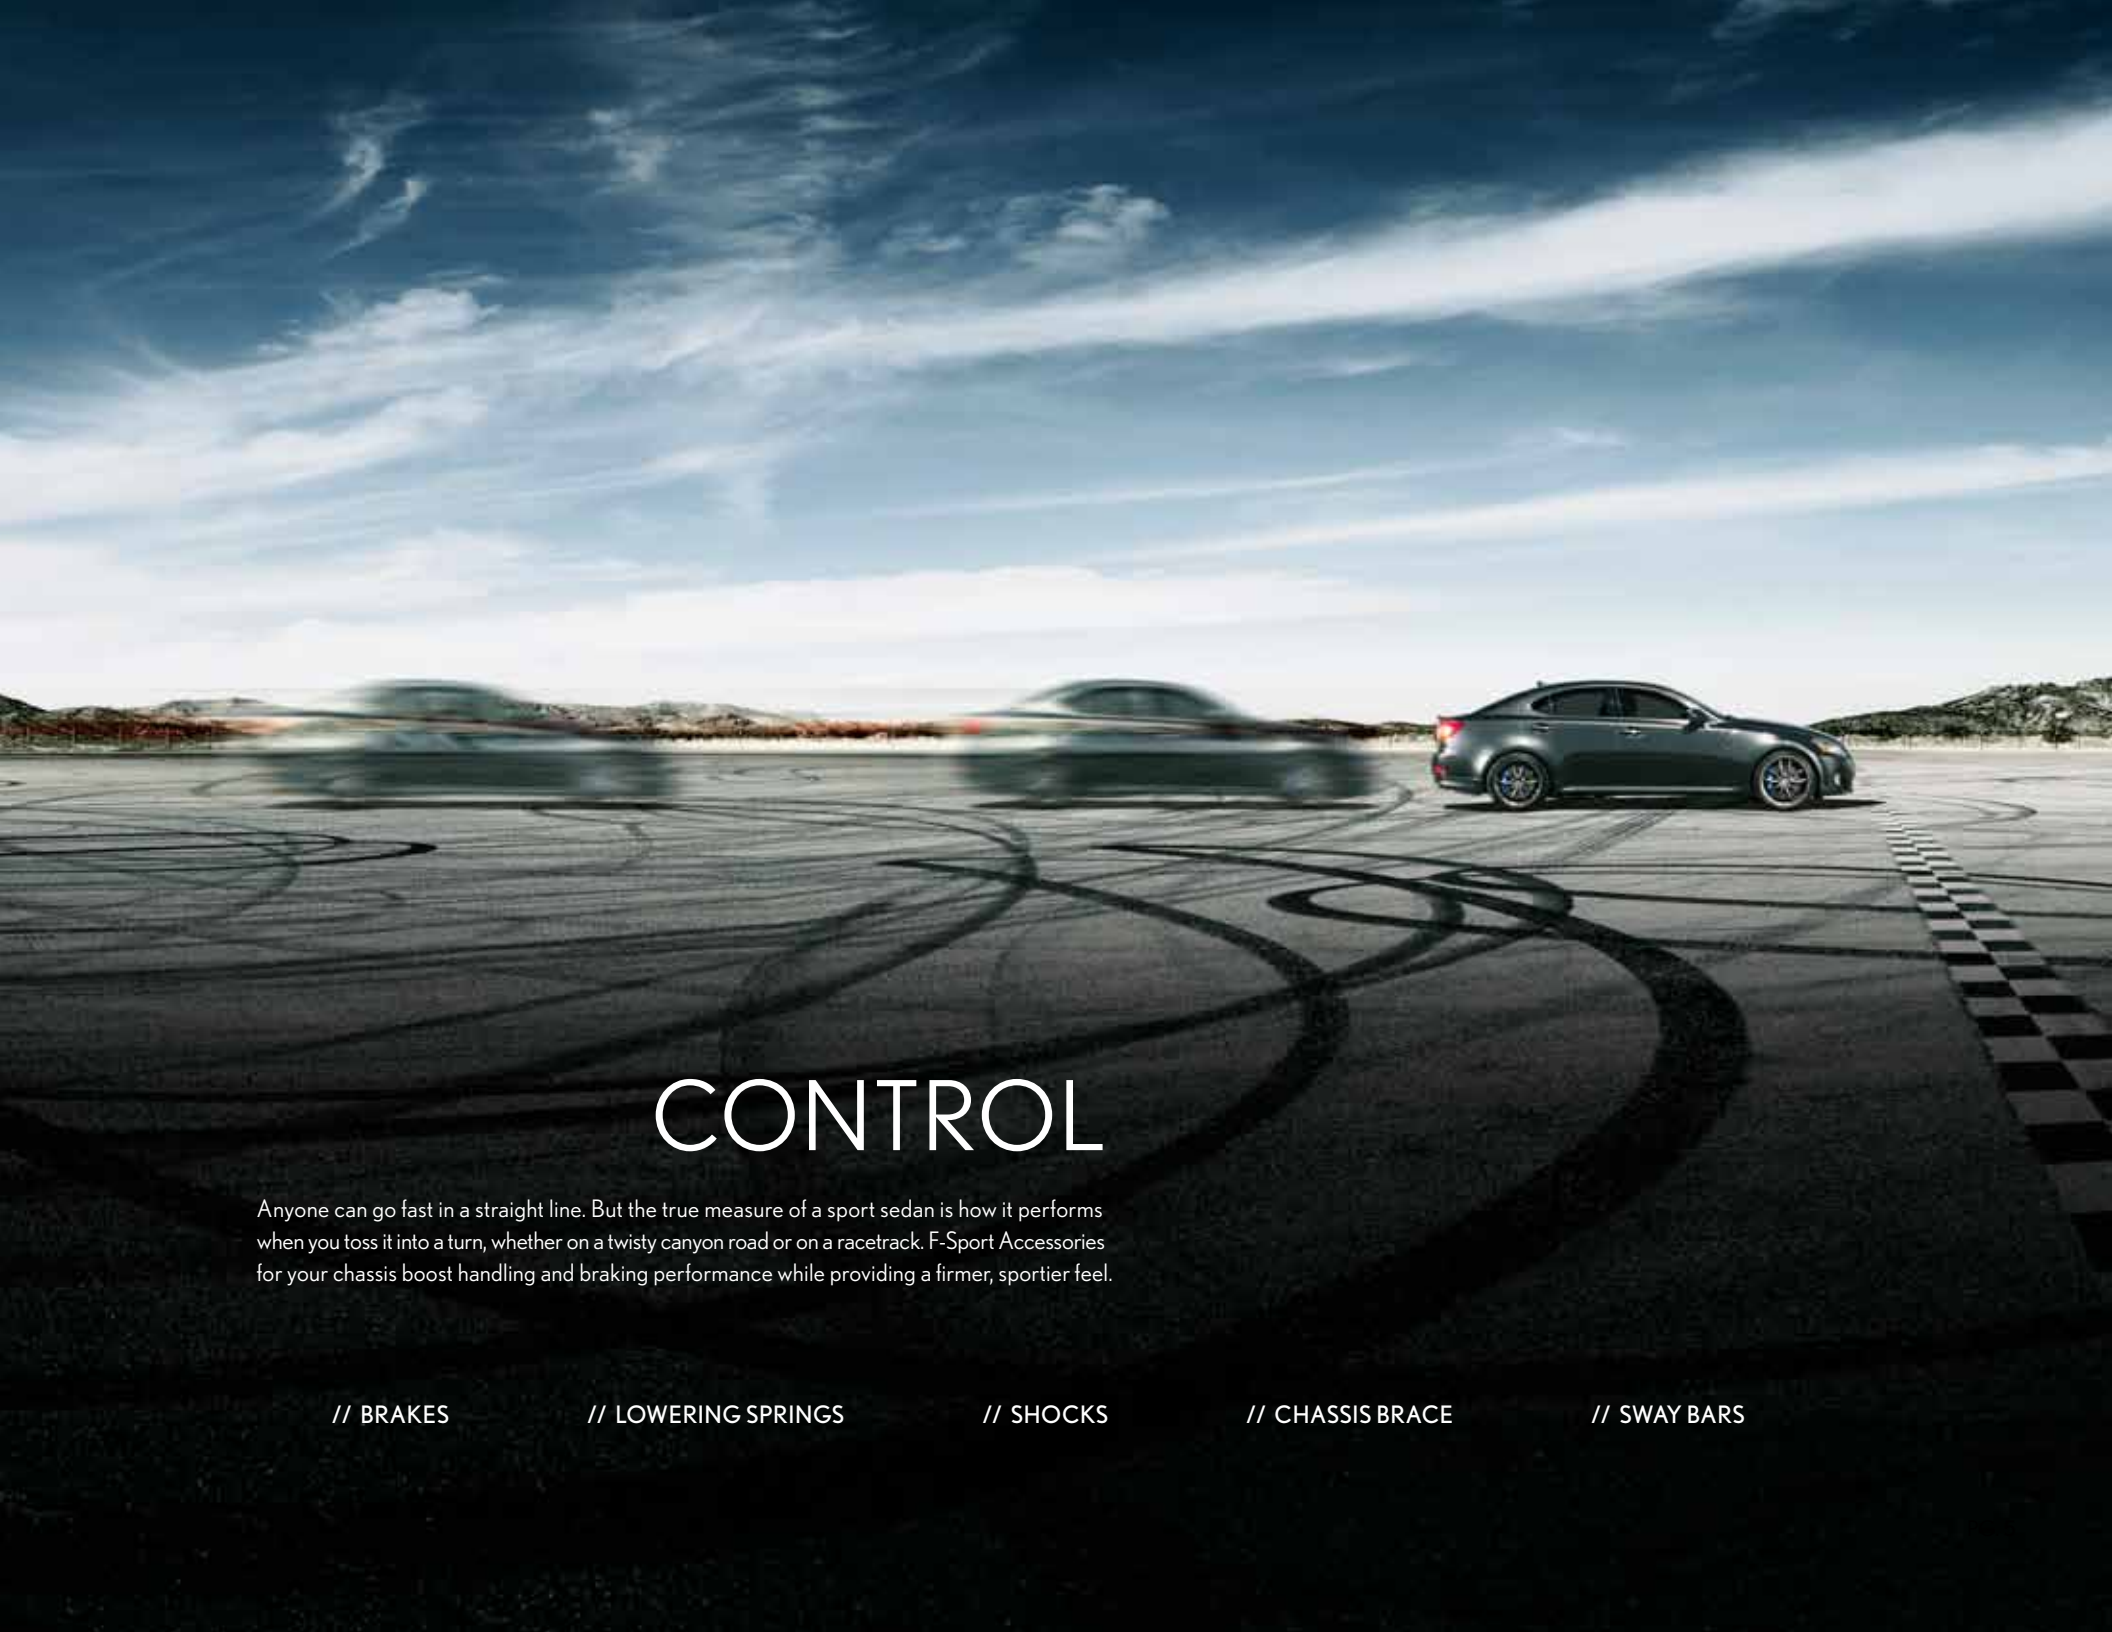 CONTROL
Anyone can go fast in a straight line. But the true measure of a sport sedan is how it performs
when you toss it into a turn, whether on a twisty canyon road or on a racetrack. F-Sport Accessories
for your chassis boost handling and braking performance while providing a firmer, sportier feel.
// BRAKES // LOWERING SPRINGS // SHOCKS // CHASSIS BRACE // SWAY BARS